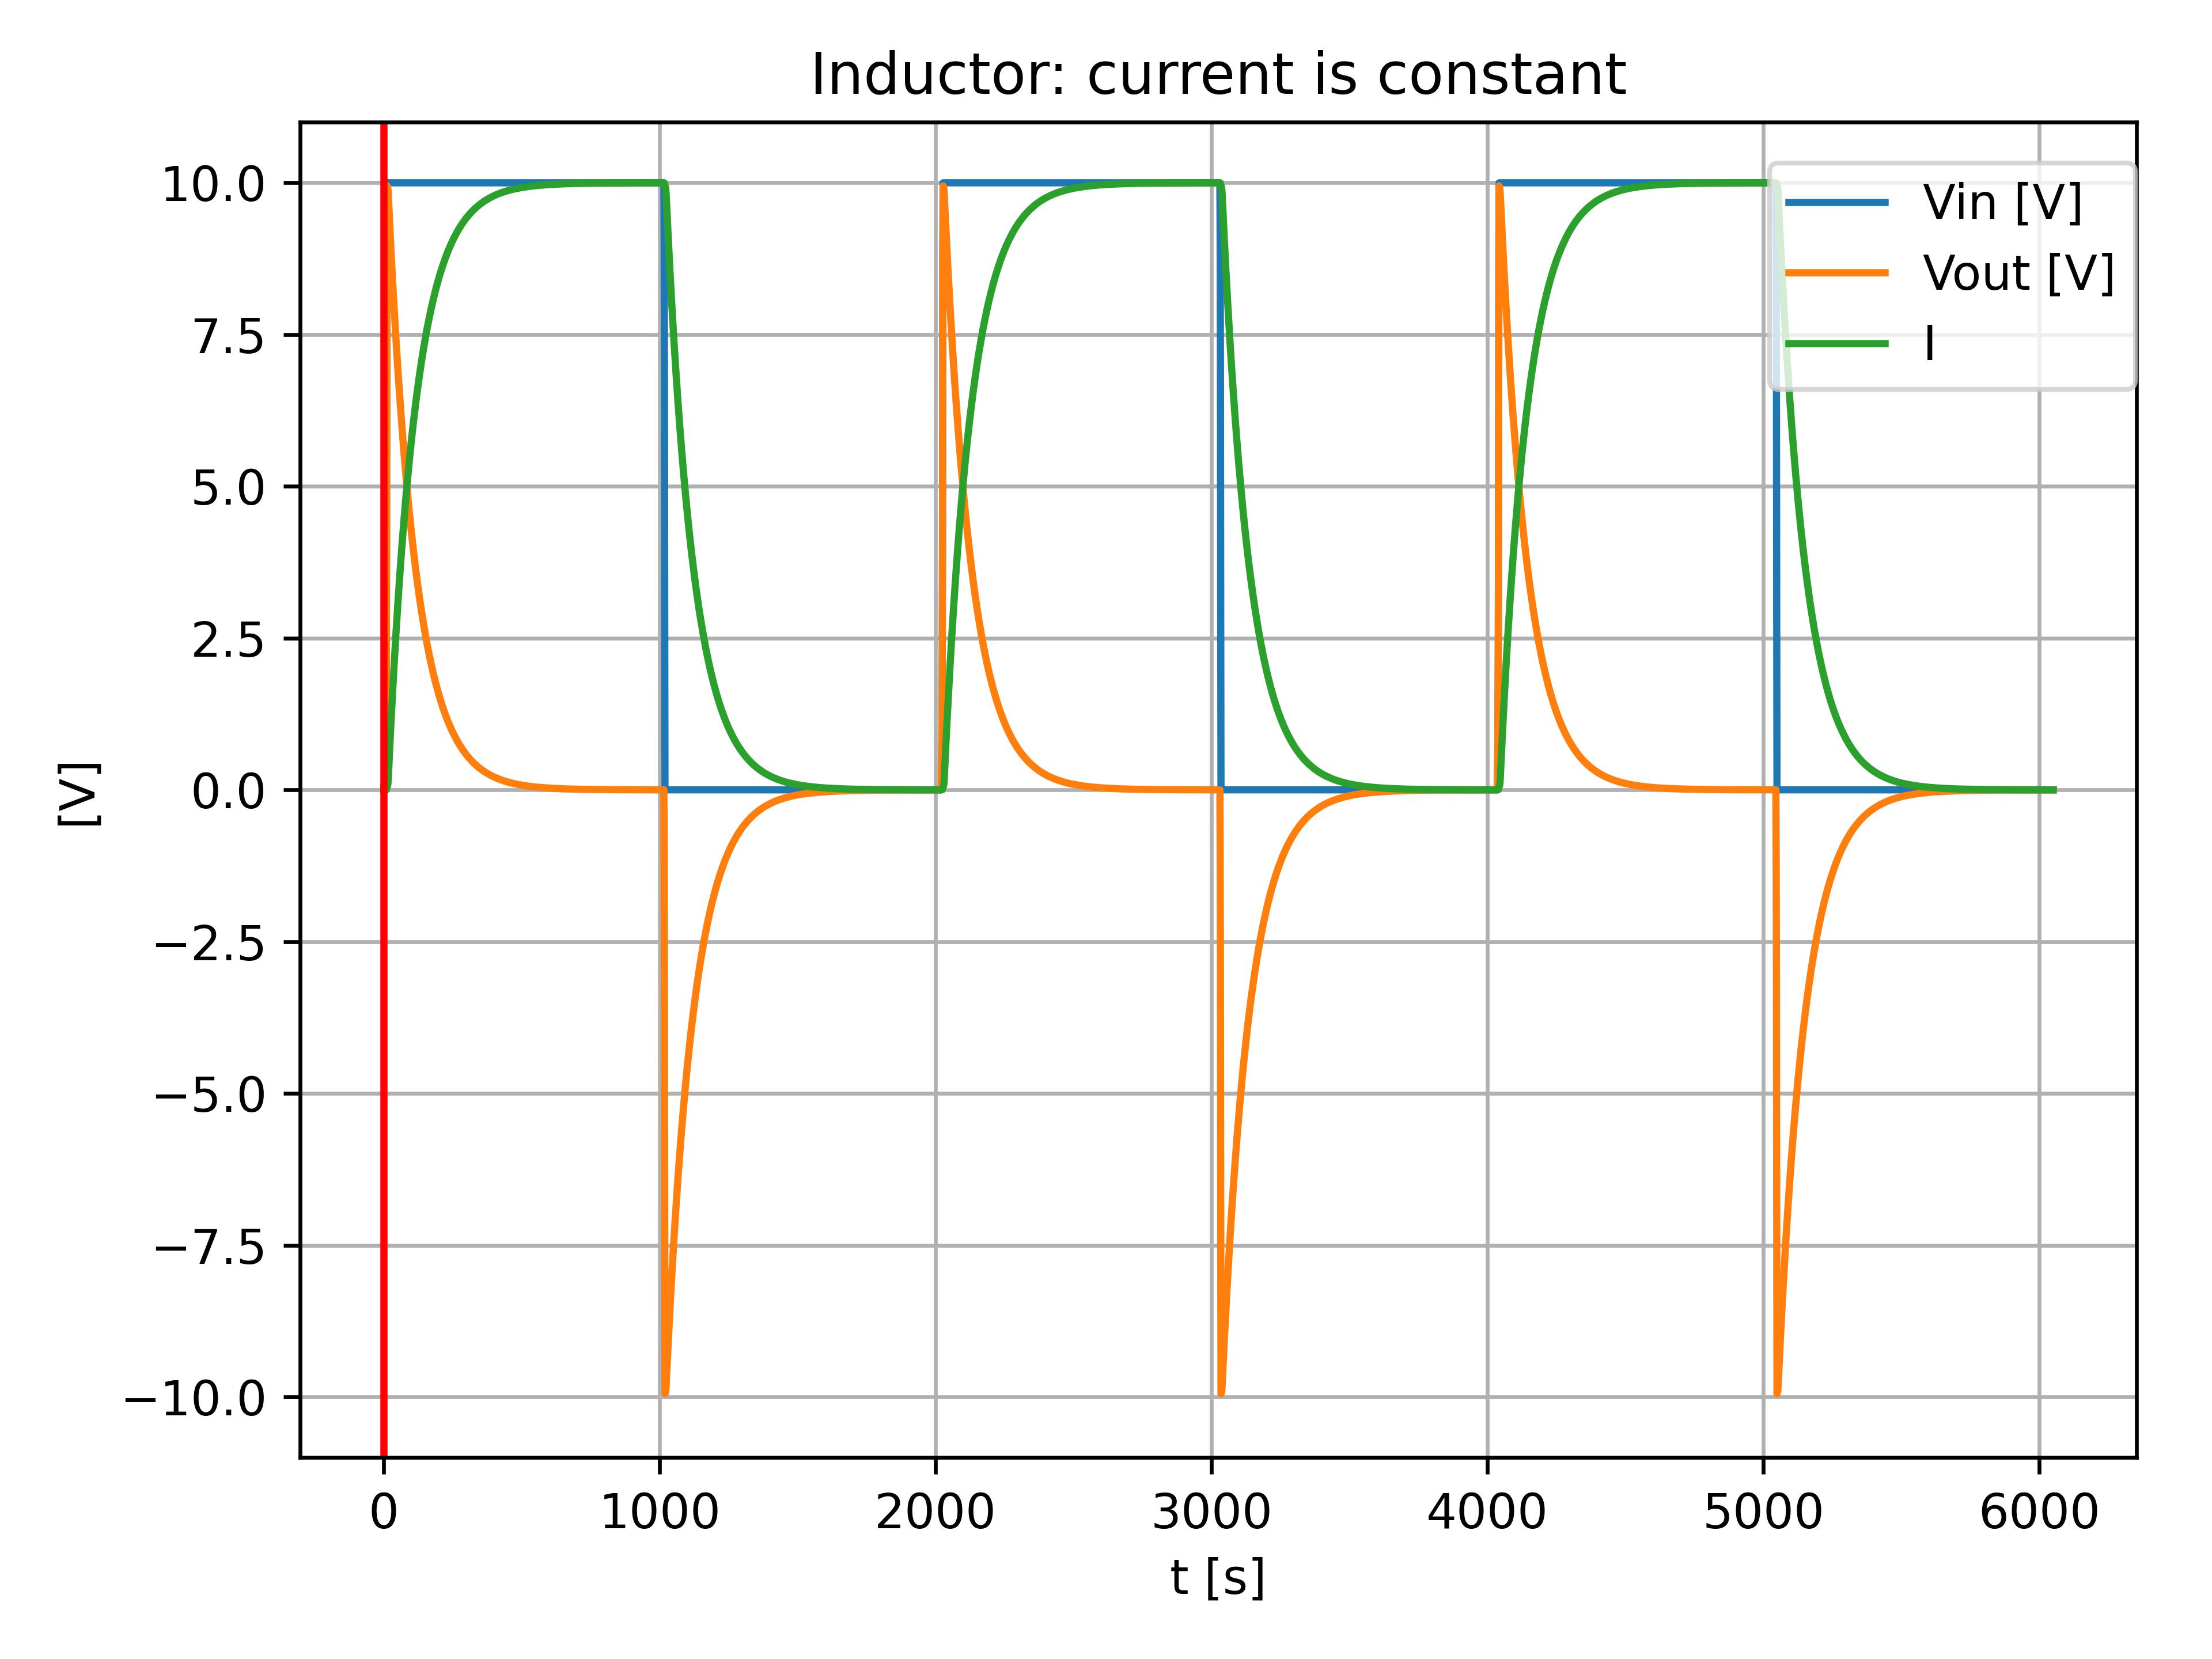 Inductor: current is constant
10.0
7.5
5.0
2.5
0.0
−2.5
−5.0
−7.5
−10.0
[V]
Vin [V]
Vout [V]
I
0 1000 2000 3000 4000 5000 6000
t [s]